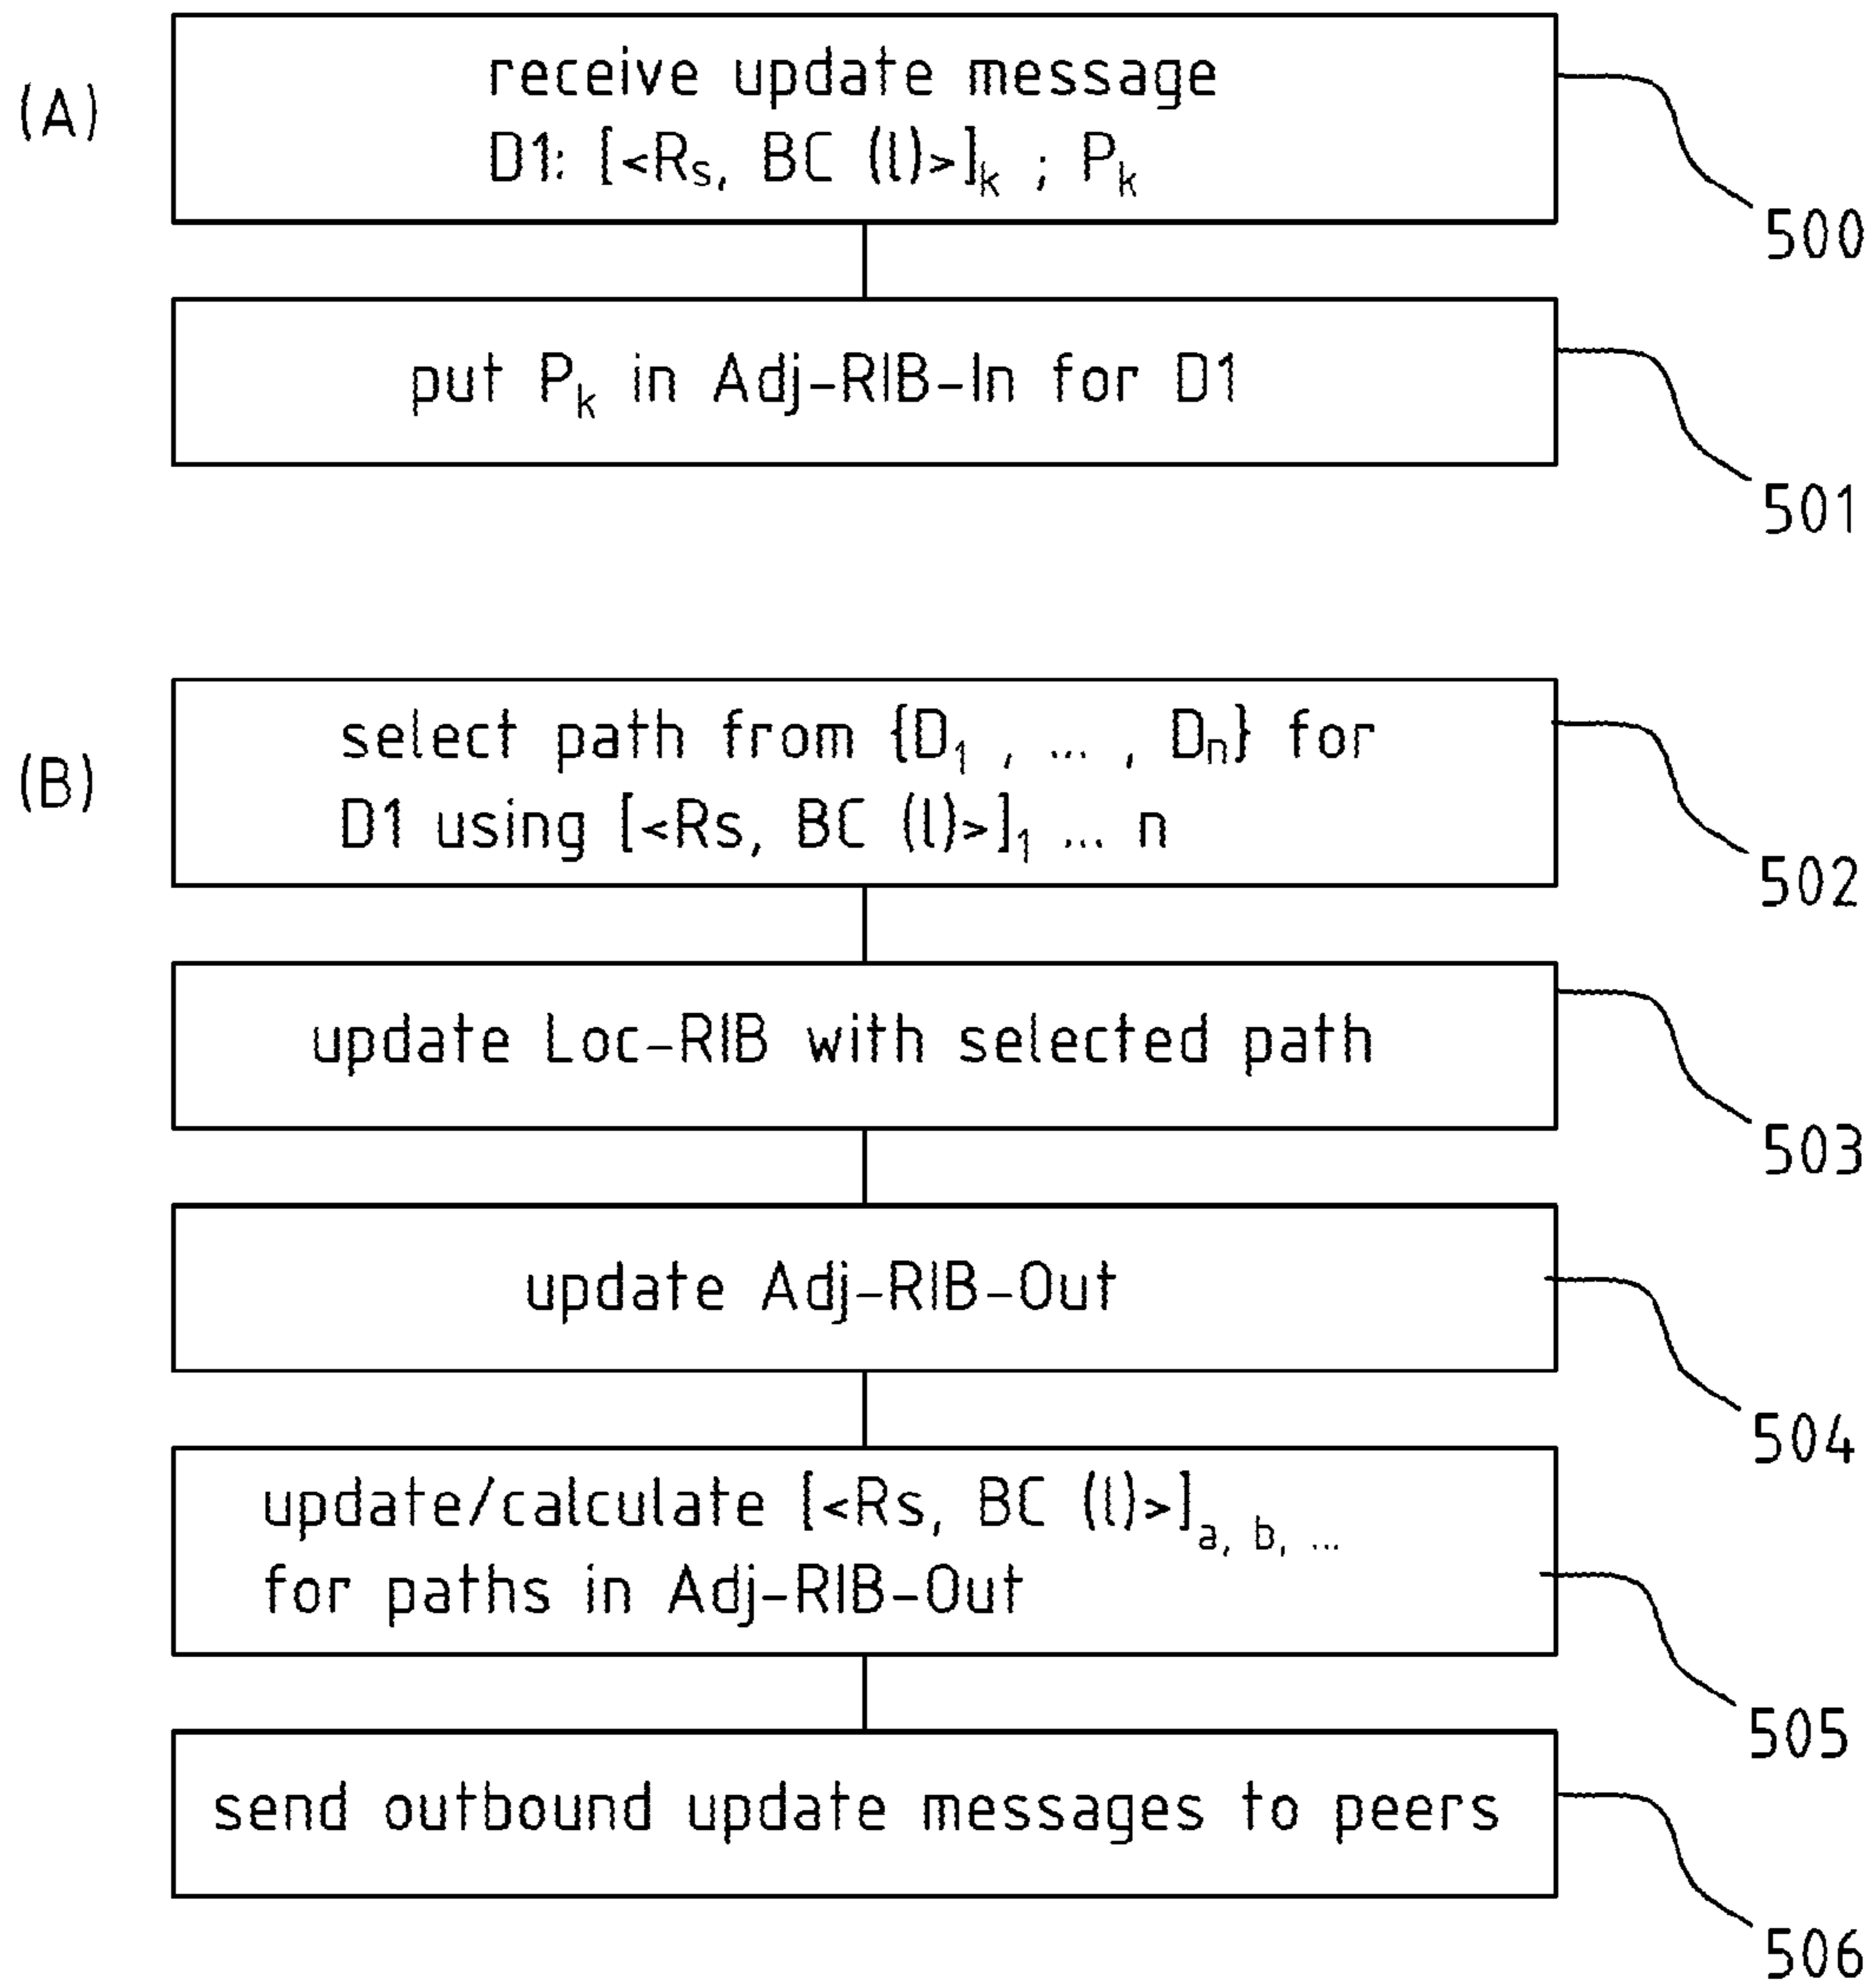 (A)
receive update message
D1: [<Rs, BC (l)>]k ; Pk
500
put Pk in Adj-RIB-In for D1
501
(B)
select path from {D1 , ... , Dn} for
D1 using [<Rs, BC (l)>]1 ... n
502
update Loc-RIB with selected path
503
update Adj-RIB-Out
504
update/calculate [<Rs, BC (l)>]a, b, ...
for paths in Adj-RIB-Out
505
send outbound update messages to peers
506